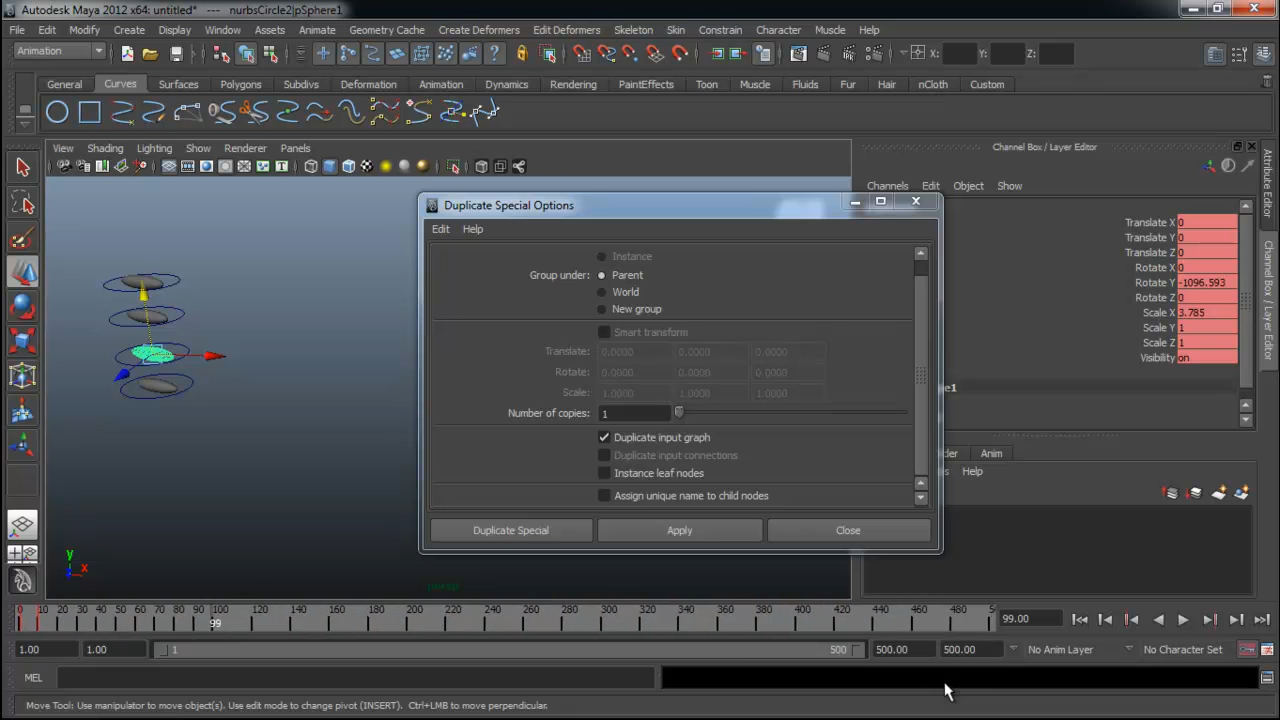 Autodesk Maya 2012 x64: untitled* --- nurbsCircle2|pSphere1
File Edit Modify Create Display Window Assets Animate Geometry Cache Create Deformers Edit Deformers Skeleton Skin Constrain Character Muscle Help
Animation X: Y: Z:
General Curves Surfaces Polygons Subdivs Deformation Animation Dynamics Rendering PaintEffects Toon Muscle Fluids Fur Hair nCloth Custom
View Shading Lighting Show Renderer Panels
Channel Box / Layer Editor
Channels Edit Object Show
Translate X 0
Translate Y 0
Translate Z 0
Rotate X 0
Rotate Y -1096.593
Rotate Z 0
Scale X 3.785
Scale Y 1
Scale Z 1
Visibility on
e1
der Anim
s Help
Attribute Editor
Channel Box / Layer Editor
Duplicate Special Options
Edit Help
Instance
Group under: Parent
World
New group
Smart transform
Translate: 0.0000 0.0000 0.0000
Rotate: 0.0000 0.0000 0.0000
Scale: 1.0000 1.0000 1.0000
Number of copies: 1
Duplicate input graph
Duplicate input connections
Instance leaf nodes
Assign unique name to child nodes
Duplicate Special Apply Close
y
x
persp
0 10 20 30 40 50 60 70 80 90 100 120 140 160 180 200 220 240 260 280 300 320 340 360 380 400 420 440 460 480 5
99
99.00
1.00 1.00 1 500 500.00 500.00 No Anim Layer No Character Set
MEL
Move Tool: Use manipulator to move object(s). Use edit mode to change pivot (INSERT). Ctrl+LMB to move perpendicular.